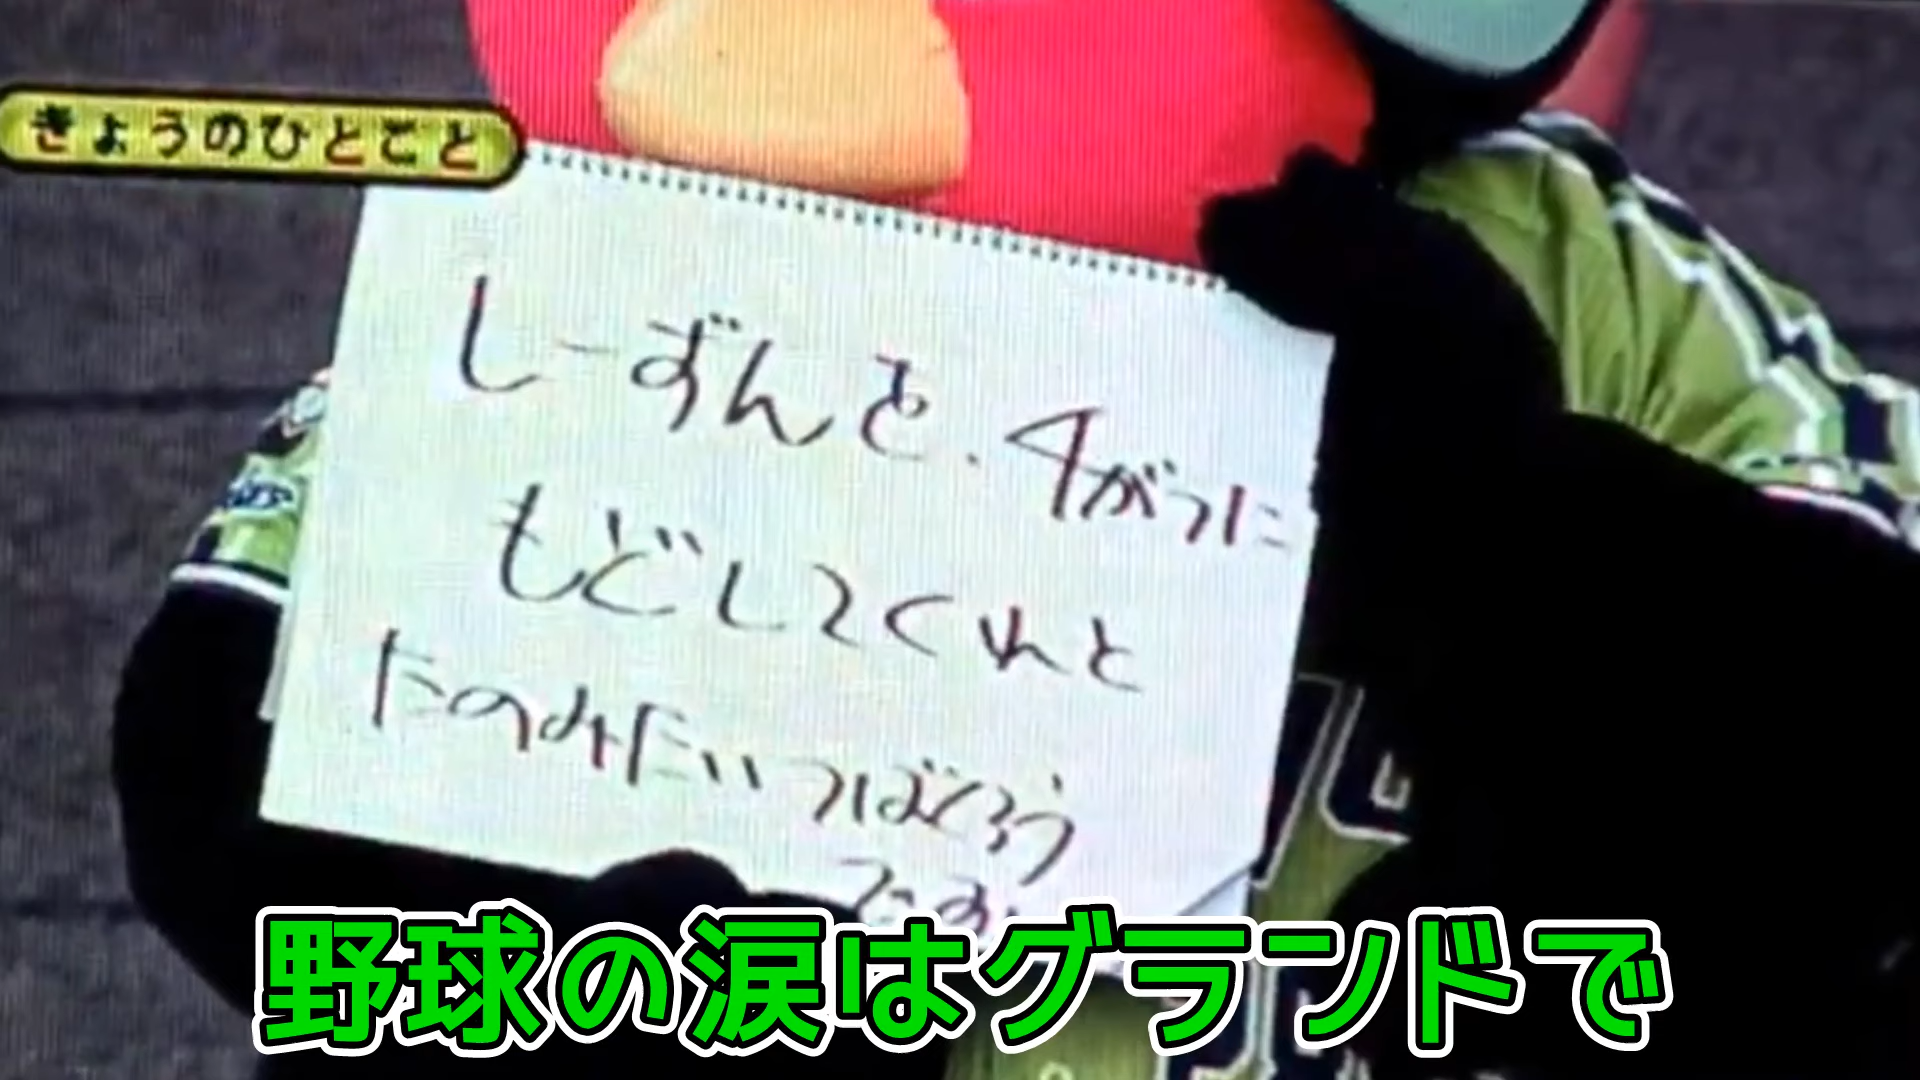 きょうのひとこと
しーずんを、4がつに
もどしてくれと
たのみたいつばくろう
野球の涙はグランドで